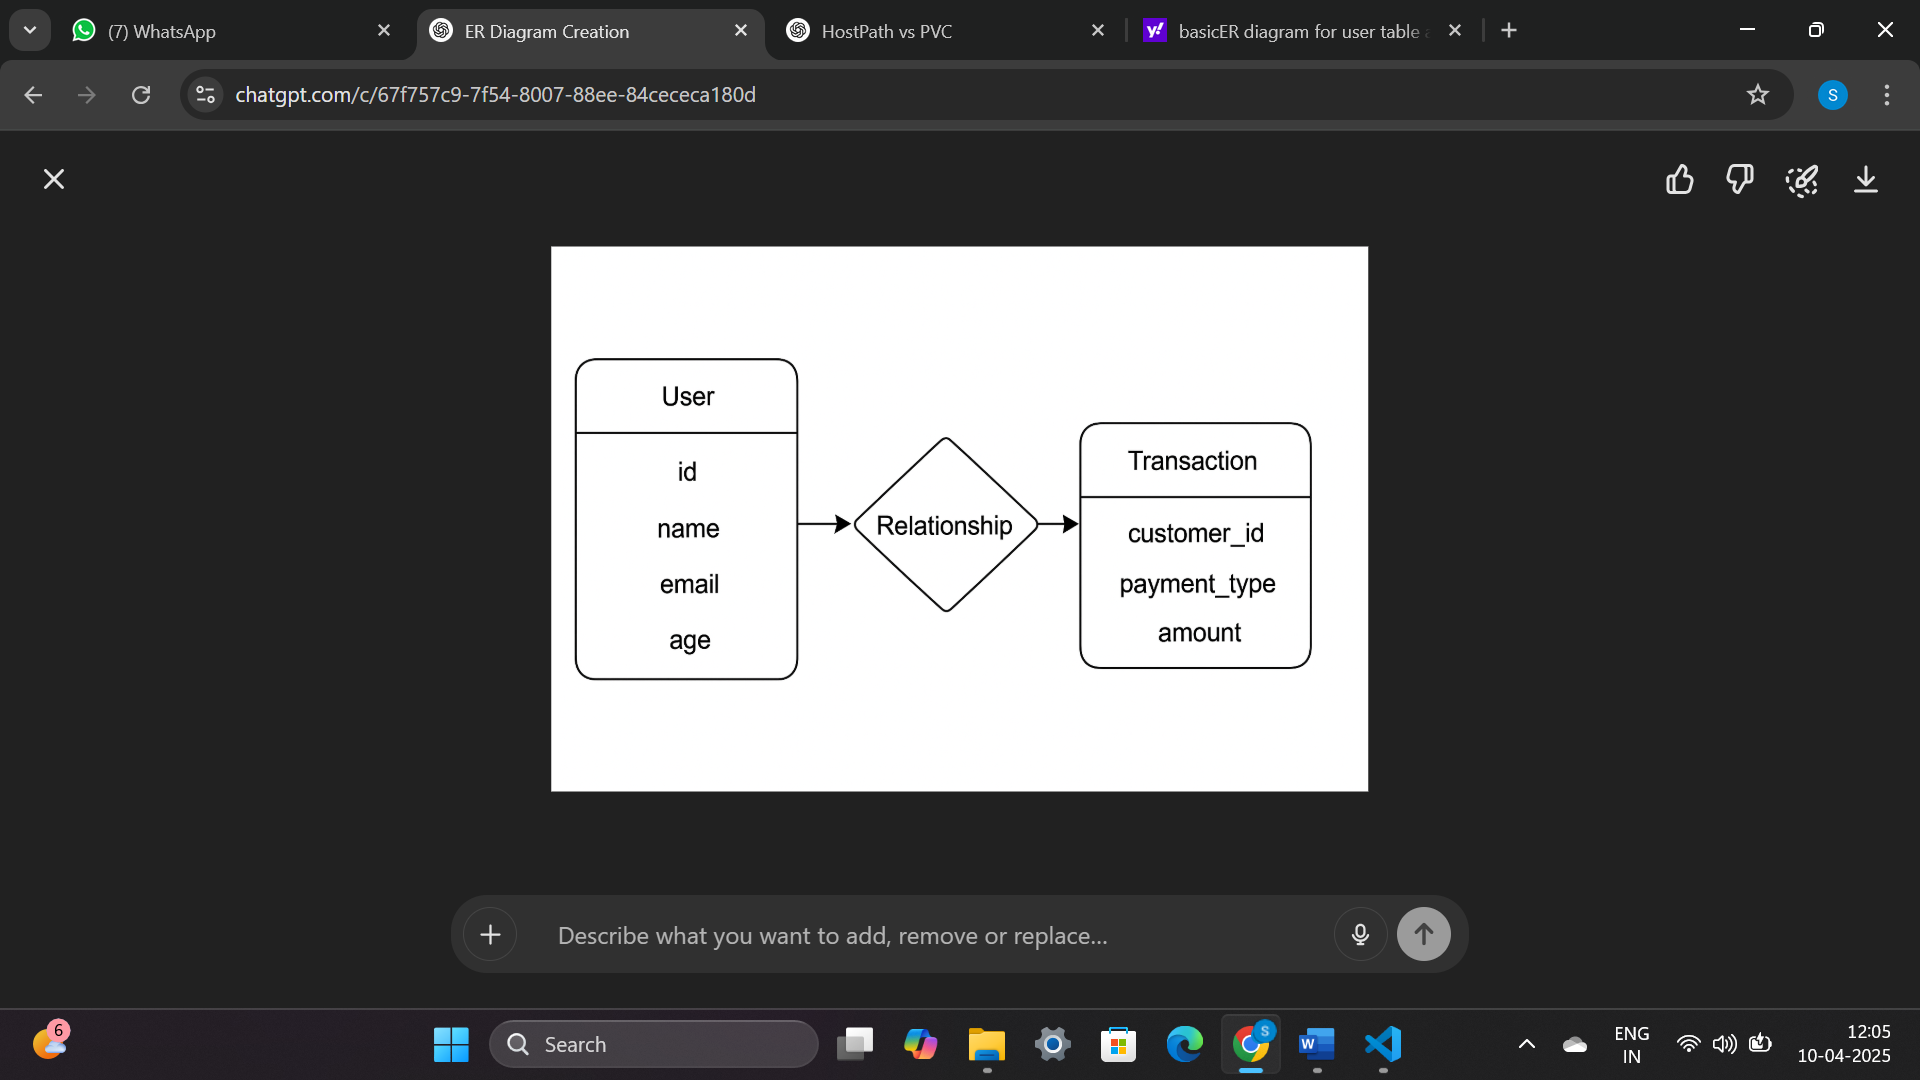 (7) WhatsApp
ER Diagram Creation
HostPath vs PVC
basicER diagram for user table
chatgpt.com/c/67f757c9-7f54-8007-88ee-84cececa180d
S
User
id
name
email
age
Relationship
Transaction
customer_id
payment_type
amount
Describe what you want to add, remove or replace...
6
Search
S
W
ENG
IN
12:05
10-04-2025